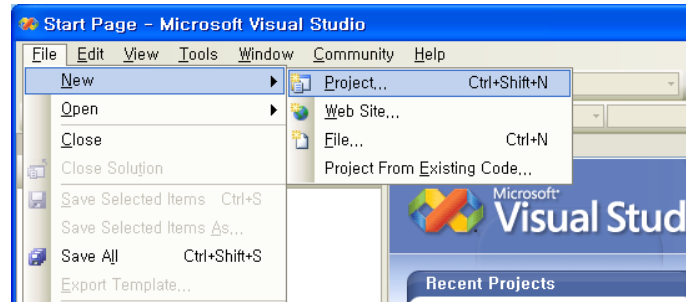 Start Page - Microsoft Visual Studio
File Edit View Tools Window Community Help
New
Project... Ctrl+Shift+N
Open
Web Site...
Close
File... Ctrl+N
Close Solution
Project From Existing Code...
Save Selected Items Ctrl+S
Save Selected Items As...
Save All Ctrl+Shift+S
Export Template...
Microsoft
Visual Stud
Recent Projects